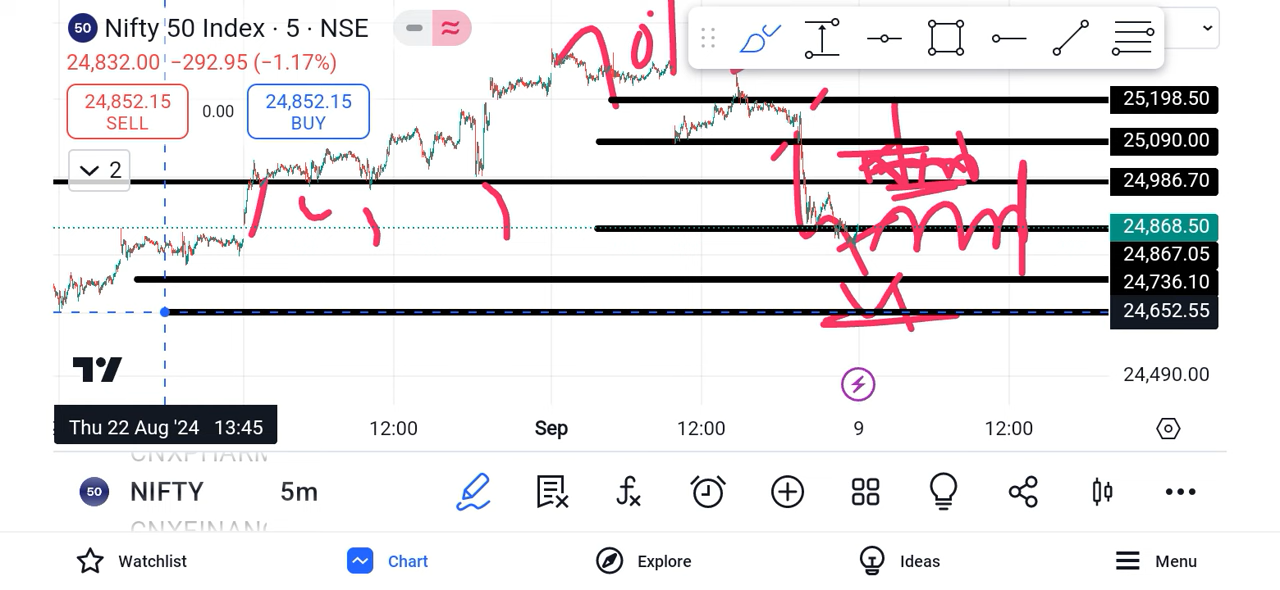 50 Nifty 50 Index · 5 · NSE
24,832.00 −292.95 (−1.17%)
24,852.15 SELL 0.00 24,852.15 BUY
2
25,198.50
25,090.00
24,986.70
24,868.50
24,867.05
24,736.10
24,652.55
24,490.00
Thu 22 Aug '24 13:45 12:00 Sep 12:00 9 12:00
50 NIFTY 5m
Watchlist Chart Explore Ideas Menu